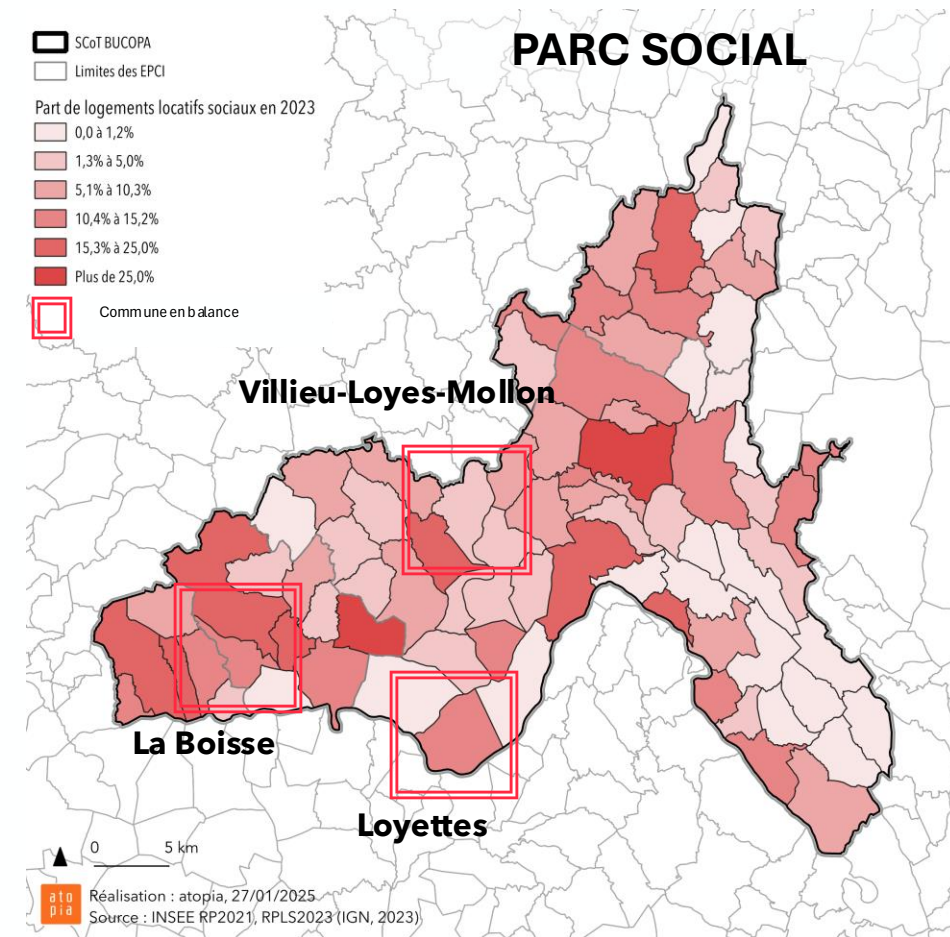 PARC SOCIAL
SCoT BUCOPA
Limites des EPCI
Part de logements locatifs sociaux en 2023
0,0 à 1,2%
1,3% à 5,0%
5,1% à 10,3%
10,4% à 15,2%
15,3% à 25,0%
Plus de 25,0%
Commune en balance
Villieu-Loyes-Mollon
La Boisse
Loyettes
0 5 km
ato
pia
Réalisation : atopia, 27/01/2025
Source : INSEE RP2021, RPLS2023 (IGN, 2023)